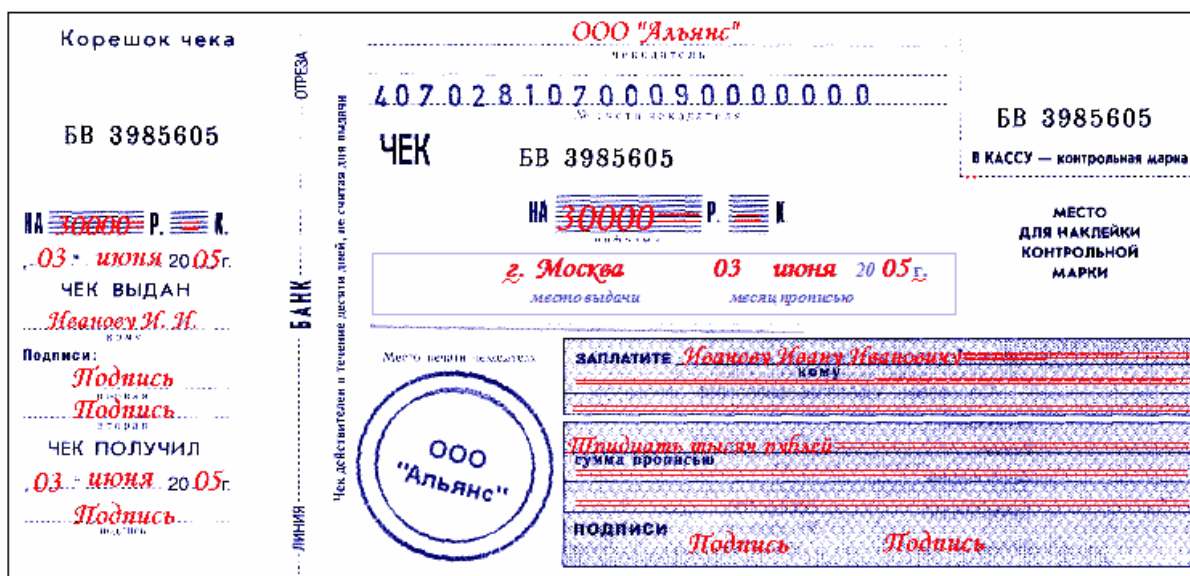 Корешок чека
БВ 3985605
НА 30000 Р. К.
03 июня 2005г.
ЧЕК ВЫДАН
Иванову И. И.
кому
Подписи:
Подпись
первая
Подпись
вторая
ЧЕК ПОЛУЧИЛ
03 июня 2005г.
Подпись
подпись
ЛИНИЯ БАНК ОТРЕЗА
Чек действителен в течение десяти дней, не считая дня выдачи
ООО "Альянс"
чекодатель
40702810700090000000
№ счета чекодателя
ЧЕК БВ 3985605
НА 30000 Р. К
цифрами
г. Москва 03 июня 2005г.
место выдачи месяц прописью
БВ 3985605
В КАССУ — контрольная марка
МЕСТО
ДЛЯ НАКЛЕЙКИ
КОНТРОЛЬНОЙ
МАРКИ
Место печати чекодателя
ООО
"Альянс"
ЗАПЛАТИТЕ Иванову Ивану Ивановичу
кому
Тридцать тысяч рублей
сумма прописью
ПОДПИСИ Подпись Подпись